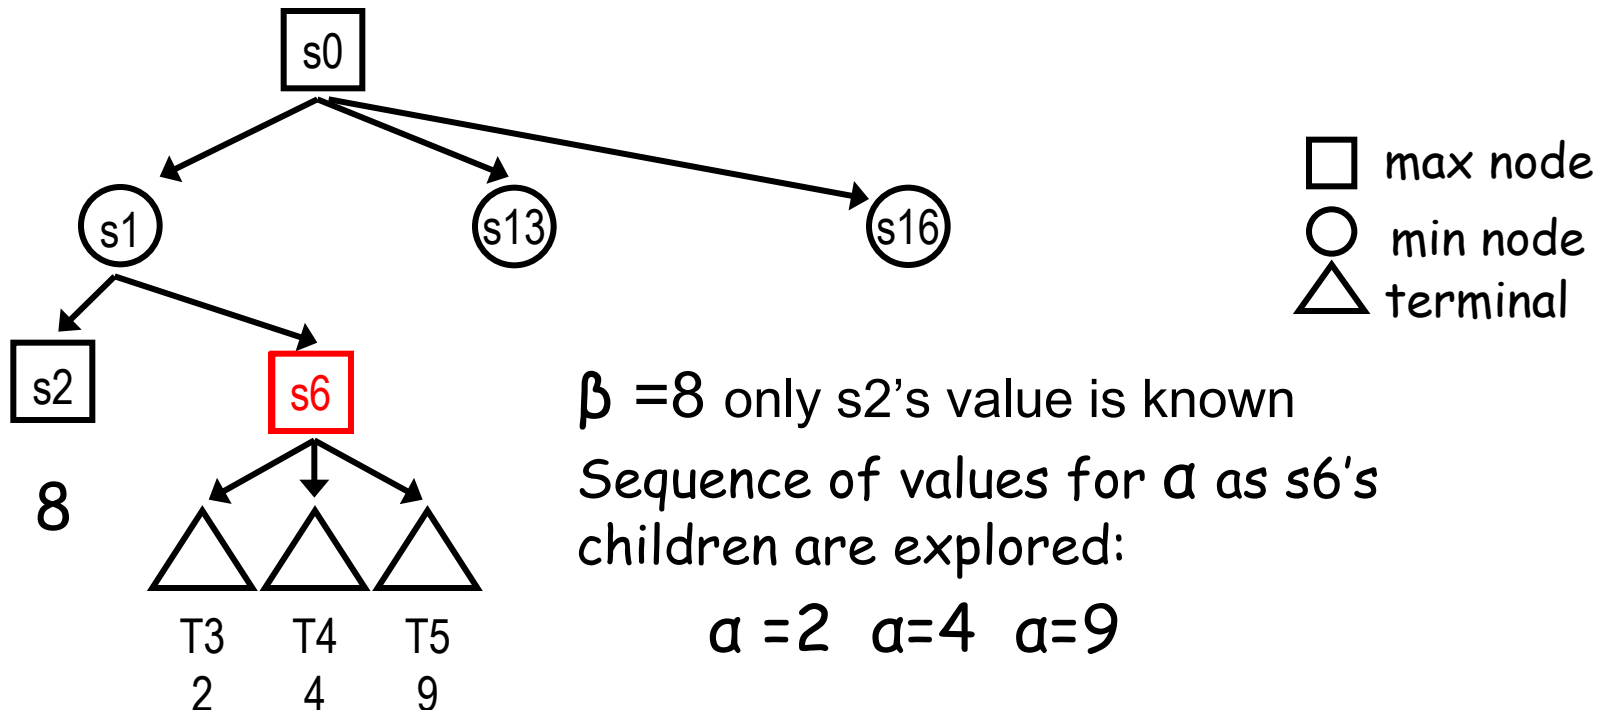 s0
max node
s1
s13
s16
min node
terminal
s2
s6
β =8 only s2’s value is known
8
Sequence of values for α as s6’s
children are explored:
α =2 α=4 α=9
T3 T4 T5
2 4 9